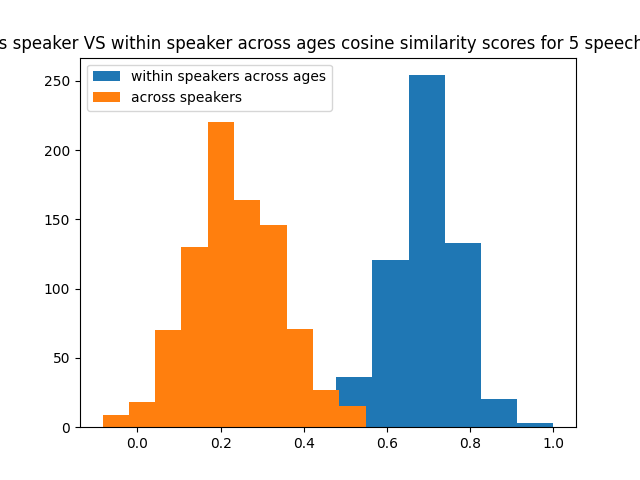 s speaker VS within speaker across ages cosine similarity scores for 5 speech
within speakers across ages
across speakers
250
200
150
100
50
0
0.0 0.2 0.4 0.6 0.8 1.0